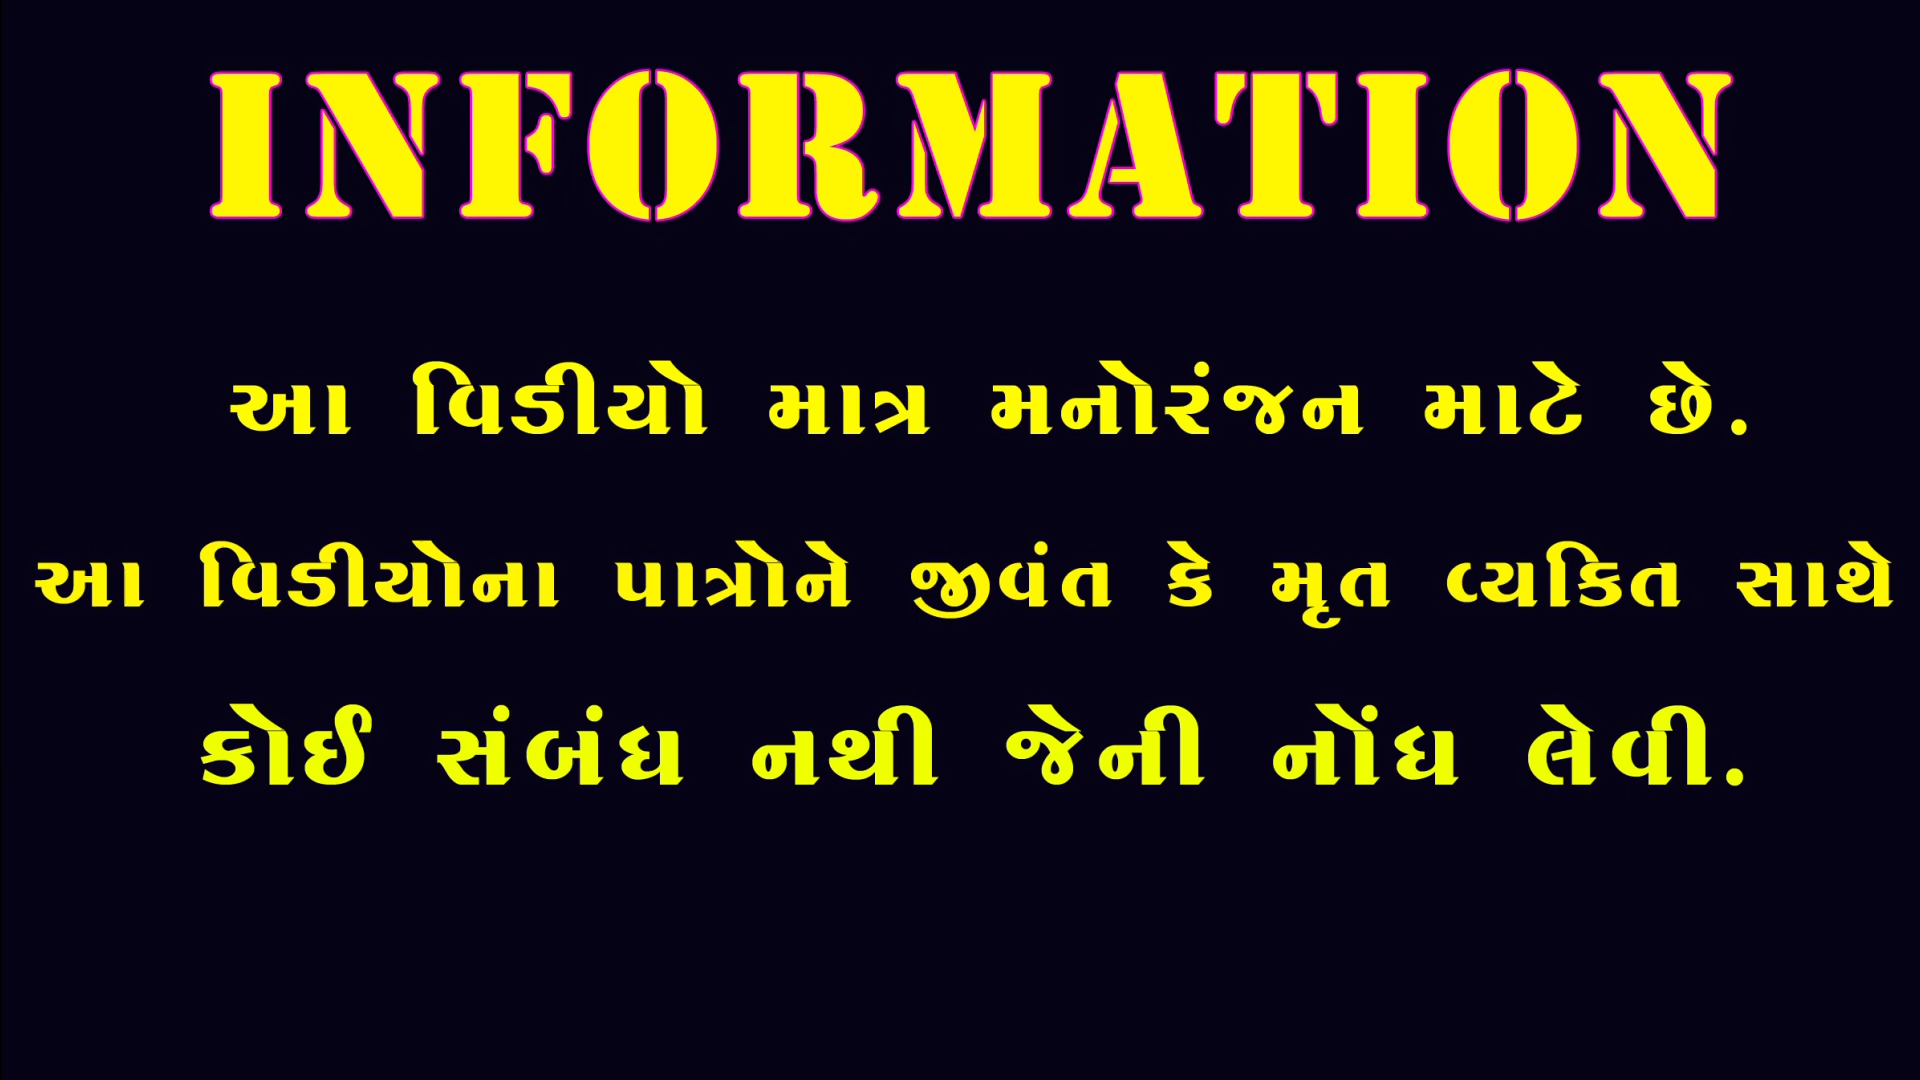 INFORMATION
આ વિડીયો માત્ર મનોરંજન માટે છે.
આ વિડીયોના પાત્રોને જીવંત કે મૃત વ્યકિત સાથે
કોઈ સંબંધ નથી જેની નોંધ લેવી.